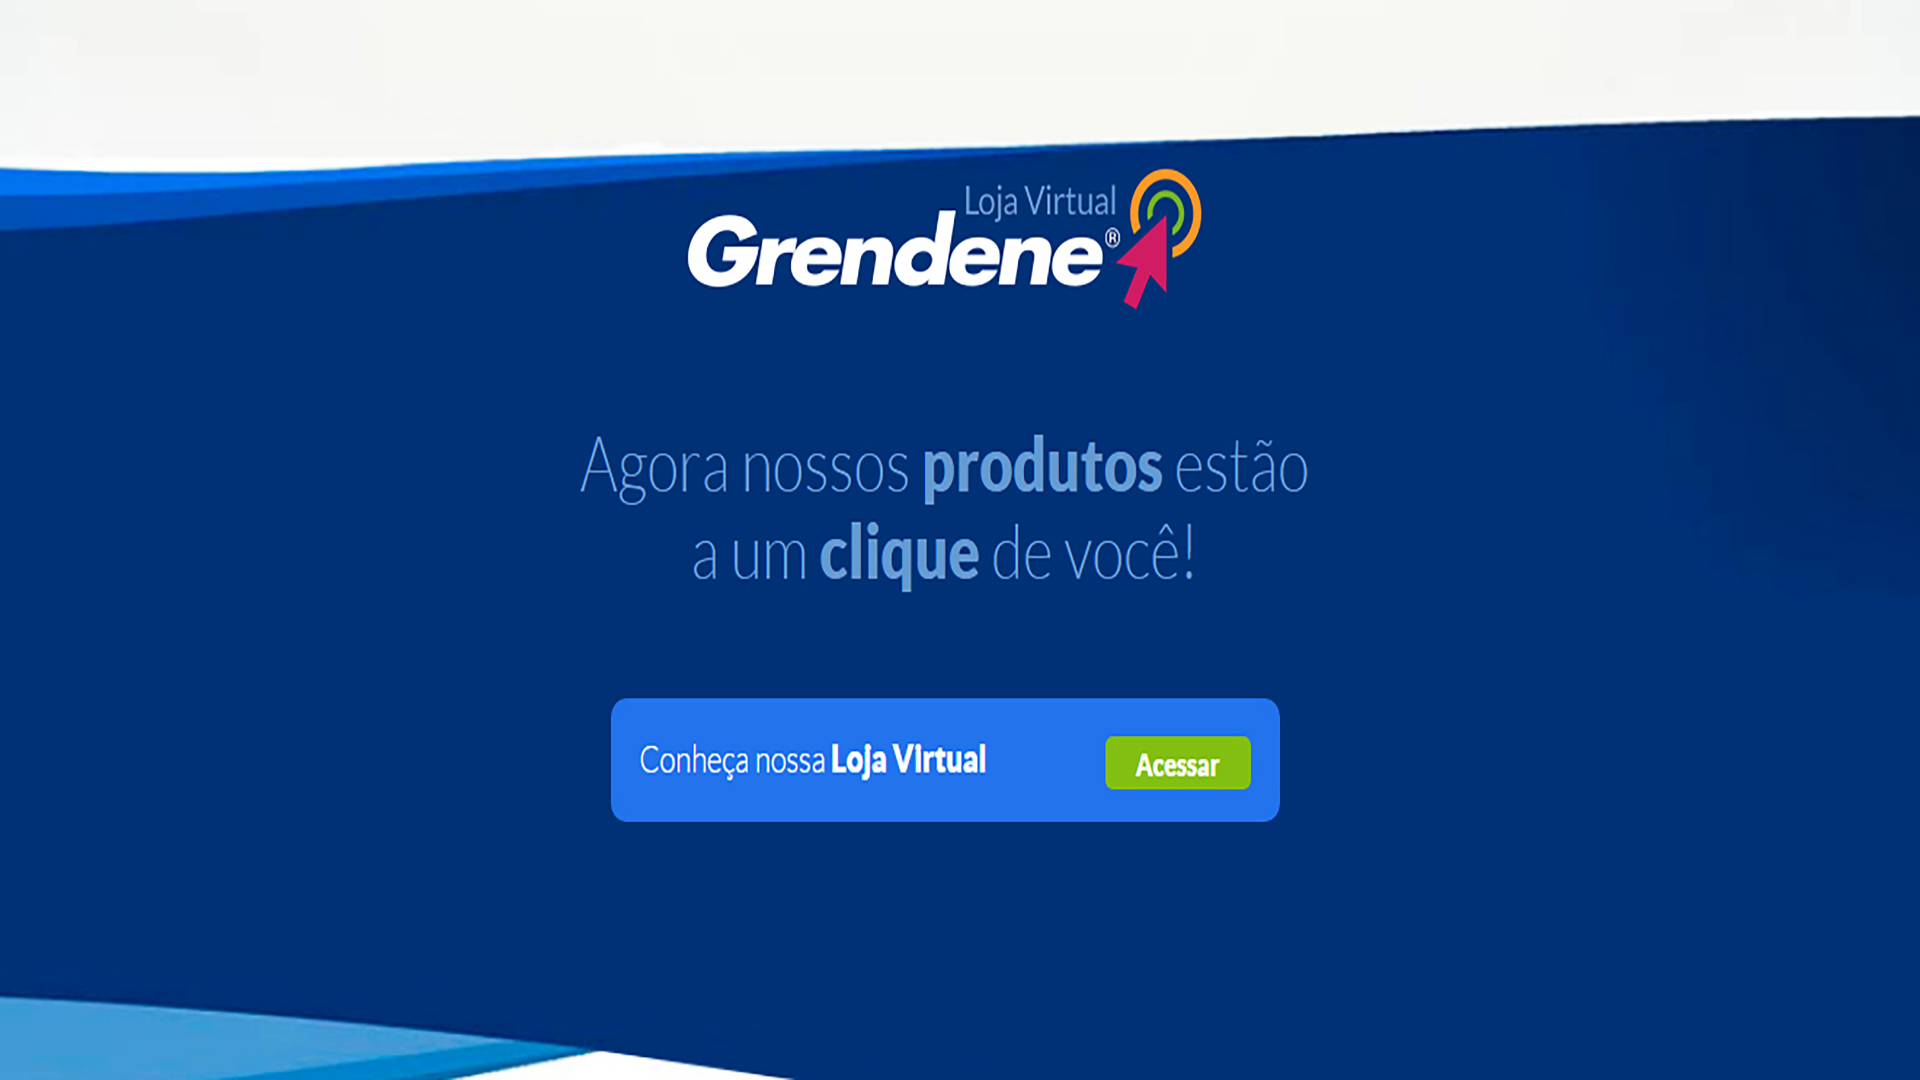 Loja Virtual
Grendene®
Agora nossos produtos estão
a um clique de você!
Conheça nossa Loja Virtual
Acessar